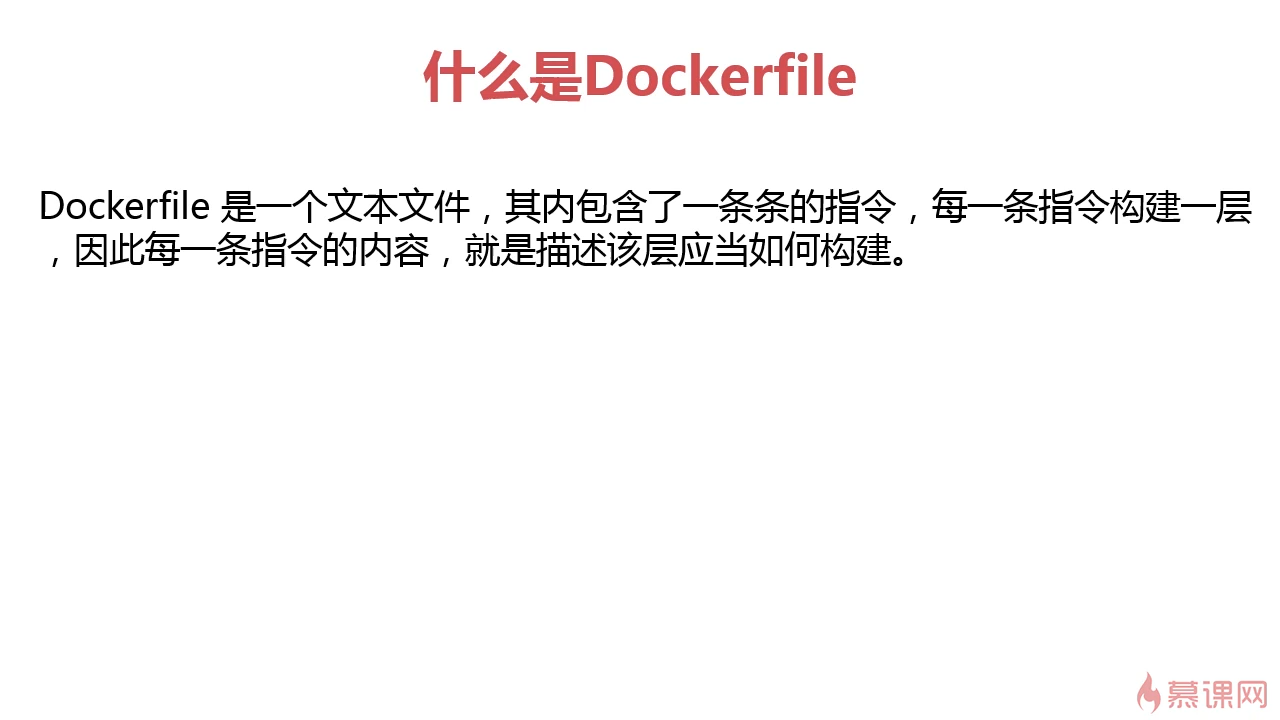 什么是Dockerfile
Dockerfile 是一个文本文件，其内包含了一条条的指令，每一条指令构建一层
，因此每一条指令的内容，就是描述该层应当如何构建。
慕课网